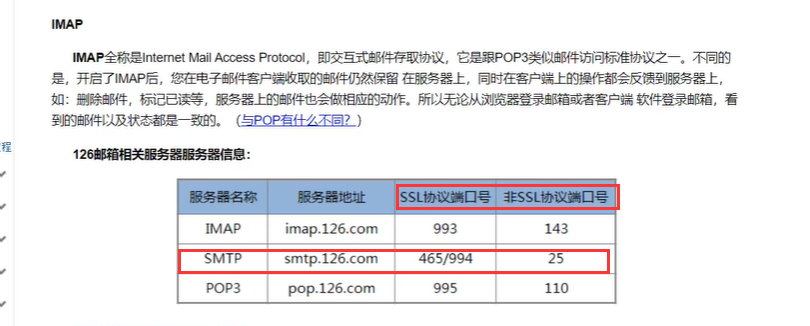 IMAP
IMAP全称是Internet Mail Access Protocol，即交互式邮件存取协议，它是跟POP3类似邮件访问标准协议之一。不同的
是，开启了IMAP后，您在电子邮件客户端收取的邮件仍然保留 在服务器上，同时在客户端上的操作都会反馈到服务器上，
如：删除邮件，标记已读等，服务器上的邮件也会做相应的动作。所以无论从浏览器登录邮箱或者客户端 软件登录邮箱，看
到的邮件以及状态都是一致的。（与POP有什么不同？）
程
126邮箱相关服务器服务器信息：
服务器名称 服务器地址 SSL协议端口号 非SSL协议端口号
IMAP imap.126.com 993 143
SMTP smtp.126.com 465/994 25
POP3 pop.126.com 995 110